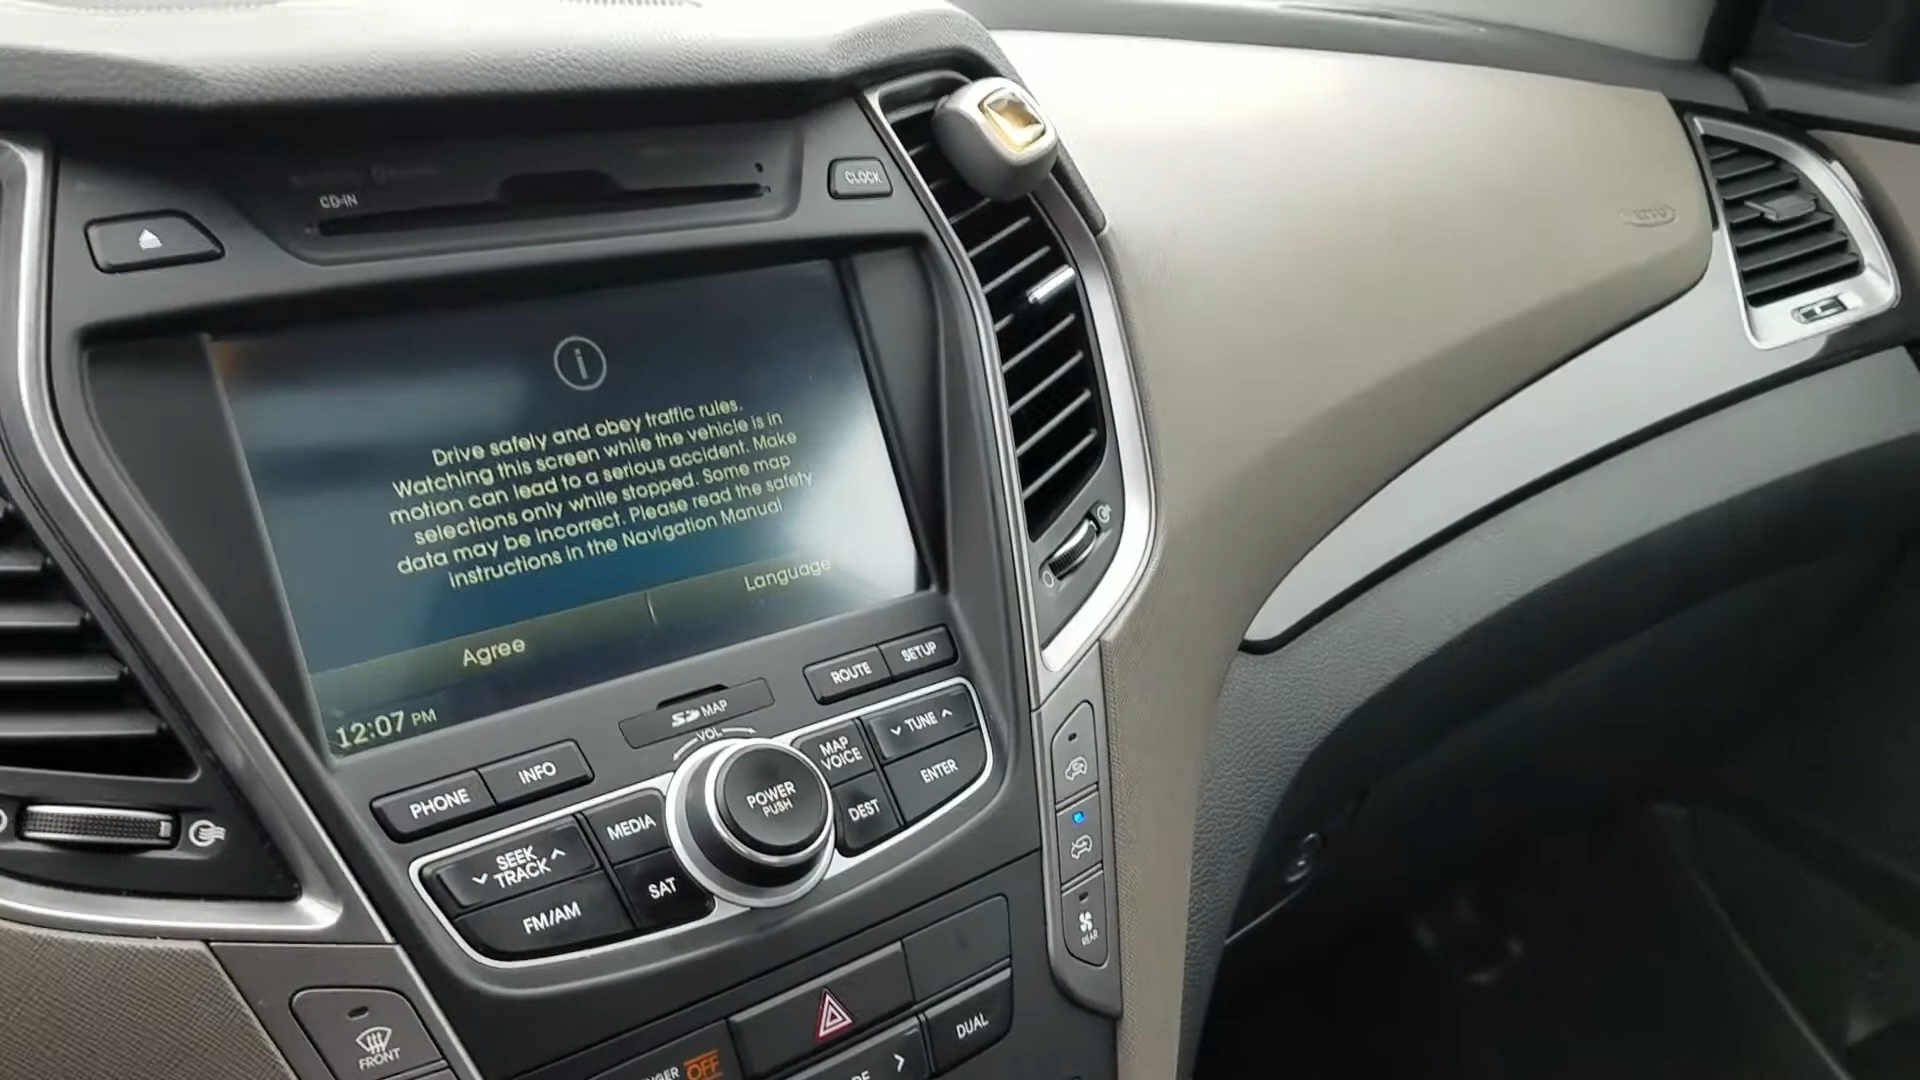 CD-IN
CLOCK
i
Drive safely and obey traffic rules.
Watching this screen while the vehicle is in
motion can lead to a serious accident. Make
selections only while stopped. Some map
data may be incorrect. Please read the safety
instructions in the Navigation Manual
Agree
Language
12:07 PM
SD MAP
ROUTE
SETUP
PHONE
INFO
VOL
POWER
PUSH
MAP
VOICE
TUNE
ENTER
DEST
MEDIA
SEEK
TRACK
SAT
FM/AM
REAR
FRONT
DUAL
OFF